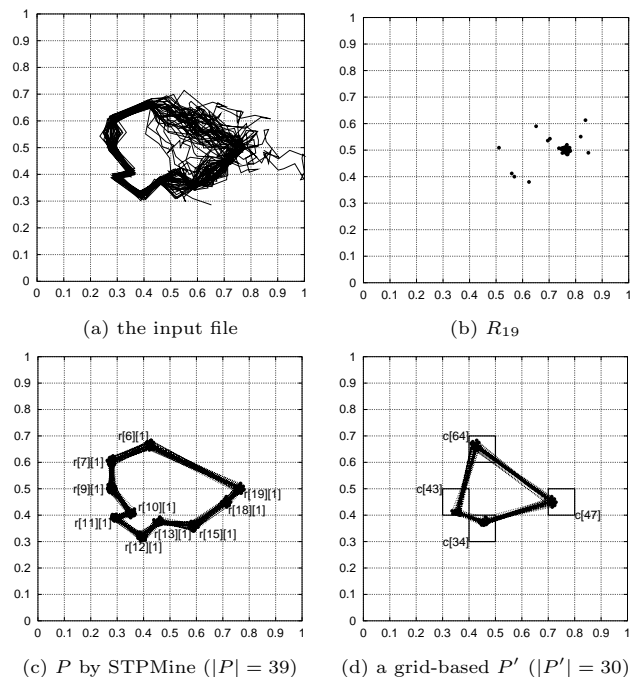 1
0.9
0.8
0.7
0.6
0.5
0.4
0.3
0.2
0.1
0
0 0.1 0.2 0.3 0.4 0.5 0.6 0.7 0.8 0.9 1
(a) the input file
1
0.9
0.8
0.7
0.6
0.5
0.4
0.3
0.2
0.1
0
0 0.1 0.2 0.3 0.4 0.5 0.6 0.7 0.8 0.9 1
(b) R19
1
0.9
0.8
0.7
0.6
0.5
0.4
0.3
0.2
0.1
0
r[6][1]
r[7][1]
r[9][1]
r[19][1]
r[10][1]
r[18][1]
r[11][1]
r[13][1]
r[15][1]
r[12][1]
0 0.1 0.2 0.3 0.4 0.5 0.6 0.7 0.8 0.9 1
(c) P by STPMine (|P| = 39)
1
0.9
0.8
0.7
0.6
0.5
0.4
0.3
0.2
0.1
0
c[64]
c[43]
c[47]
c[34]
0 0.1 0.2 0.3 0.4 0.5 0.6 0.7 0.8 0.9 1
(d) a grid-based P′ (|P′| = 30)